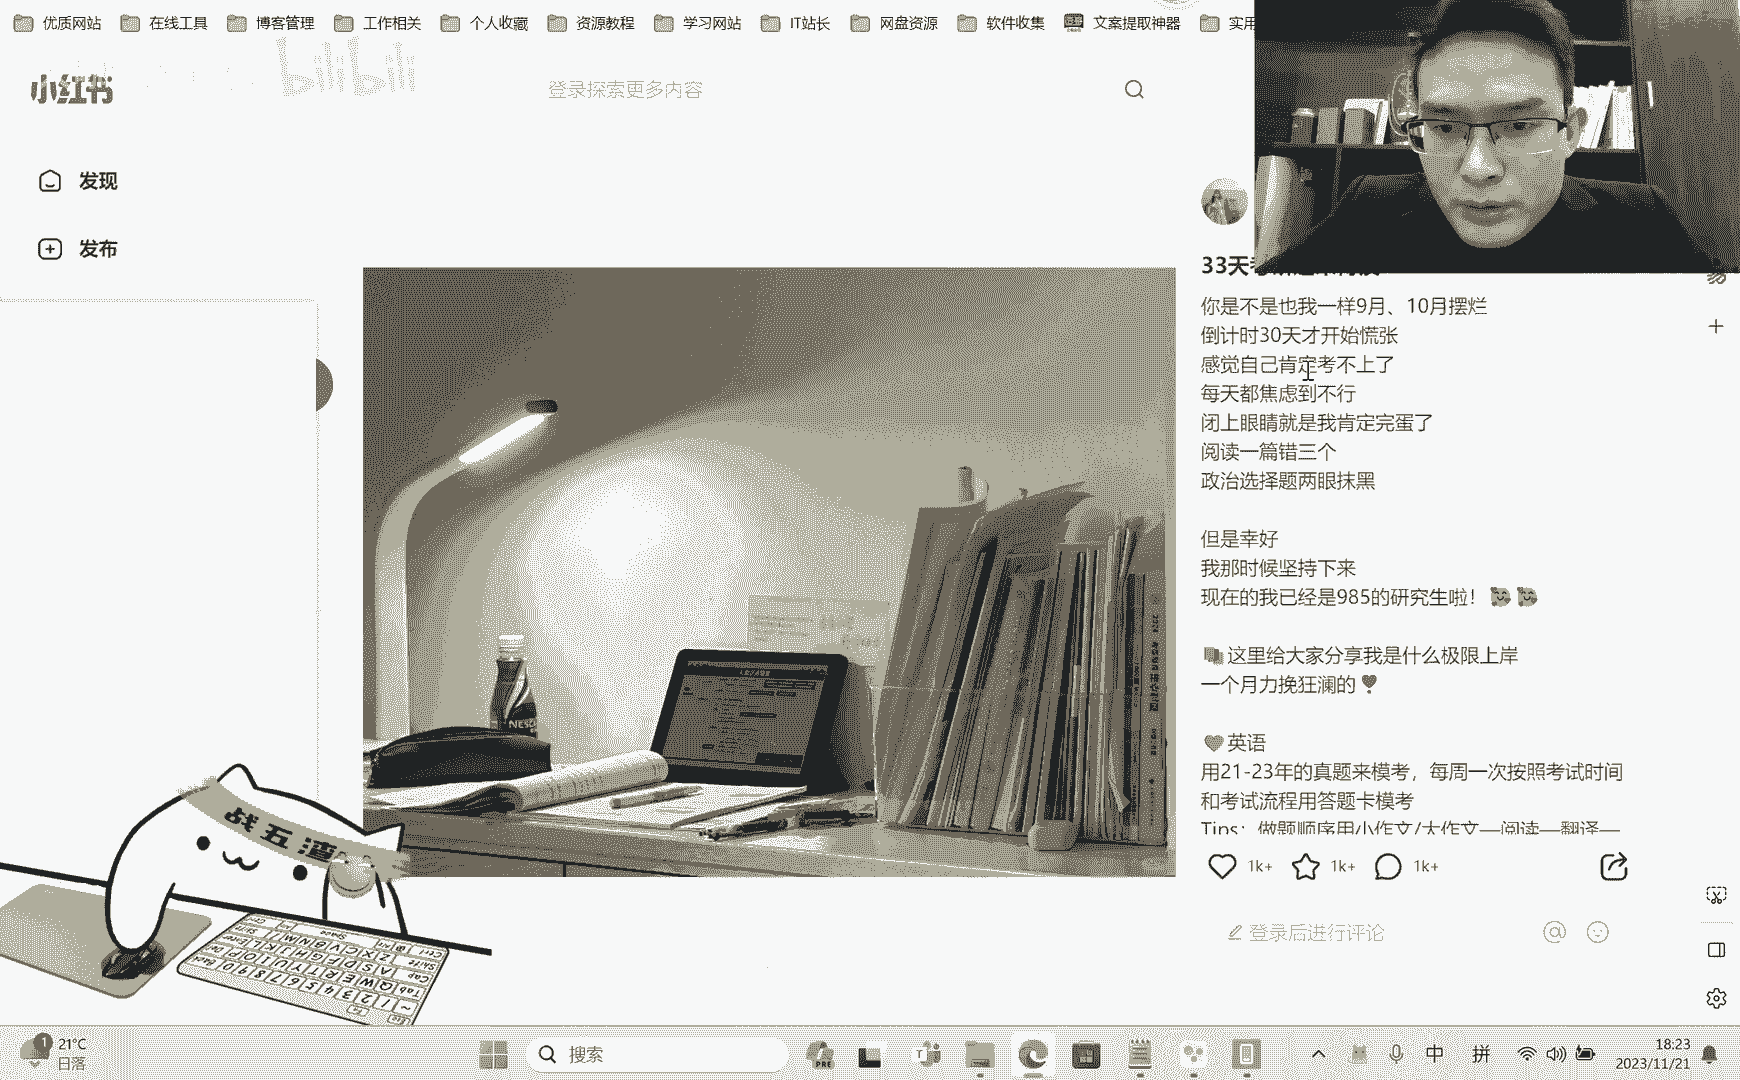 优质网站
在线工具
博客管理
工作相关
个人收藏
资源教程
学习网站
IT站长
网盘资源
软件收集
文案提取神器
实用
小红书
bilibili
登录探索更多内容
发现
发布
33天考
你是不是也我一样9月、10月摆烂
倒计时30天才开始慌张
感觉自己肯定考不上了
每天都焦虑到不行
闭上眼睛就是我肯定完蛋了
阅读一篇错三个
政治选择题两眼抹黑
但是幸好
我那时候坚持下来
现在的我已经是985的研究生啦！
这里给大家分享我是什么极限上岸
一个月力挽狂澜的
英语
用21-23年的真题来模考，每周一次按照考试时间
和考试流程用答题卡模考
Tips：做题顺序用小作文/大作文—阅读—翻译—
1k+
1k+
1k+
登录后进行评论
战五渣
NESC
1
21°C
日落
搜索
PRE
中
拼
18:23
2023/11/21